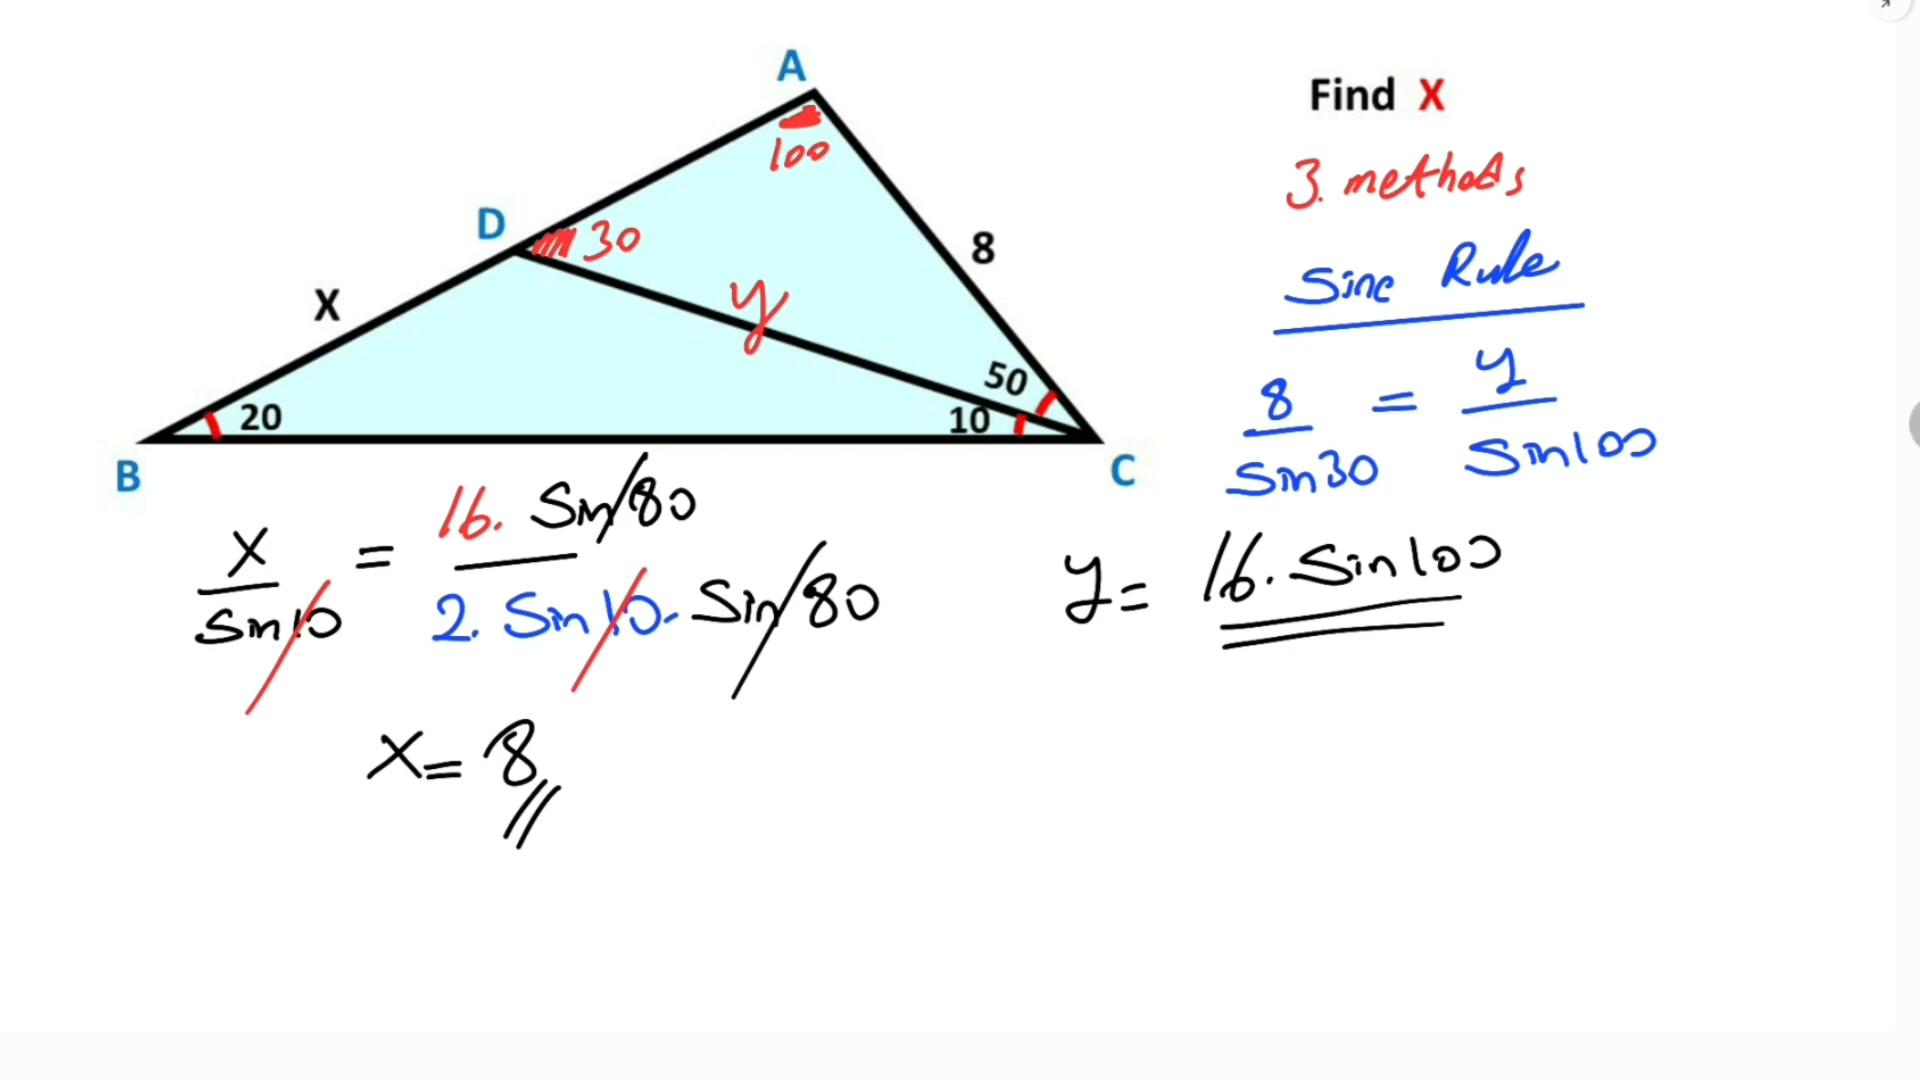 A
Find X
100
3. methods
D
30
8
Sine Rule
X
y
50
8/sin30 = y/Sin100
20
10
B
C
x/Sin10 = 16. Sin80/2. Sin10. Sin80
y = 16. Sin100
x = 8